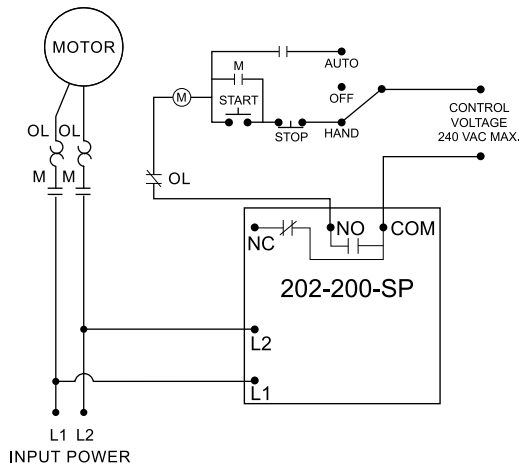 MOTOR
AUTO
M
OFF
START
M
STOP
HAND
CONTROL
VOLTAGE
240 VAC MAX.
OL OL
M M
OL
NC
NO
COM
202-200-SP
L2
L1
L1 L2
INPUT POWER